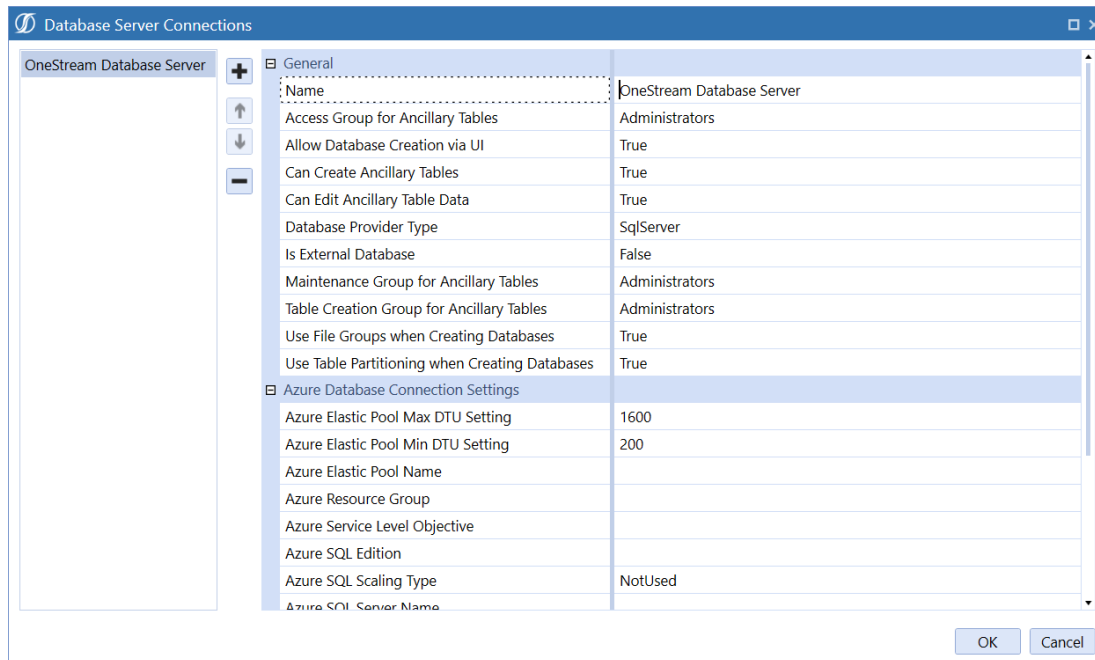 Database Server Connections
OneStream Database Server
General
Name OneStream Database Server
Access Group for Ancillary Tables Administrators
Allow Database Creation via UI True
Can Create Ancillary Tables True
Can Edit Ancillary Table Data True
Database Provider Type SqlServer
Is External Database False
Maintenance Group for Ancillary Tables Administrators
Table Creation Group for Ancillary Tables Administrators
Use File Groups when Creating Databases True
Use Table Partitioning when Creating Databases True
Azure Database Connection Settings
Azure Elastic Pool Max DTU Setting 1600
Azure Elastic Pool Min DTU Setting 200
Azure Elastic Pool Name
Azure Resource Group
Azure Service Level Objective
Azure SQL Edition
Azure SQL Scaling Type NotUsed
Azure SQL Server Name
OK Cancel